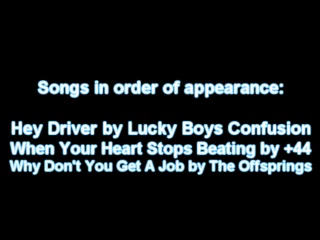 Songs in order of appearance:
Hey Driver by Lucky Boys Confusion
When Your Heart Stops Beating by +44
Why Don't You Get A Job by The Offsprings